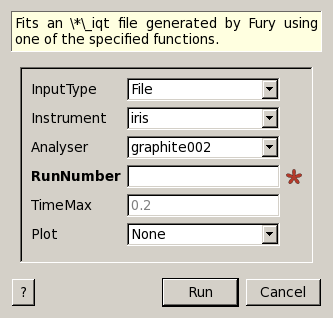 Fits an \*\_iqt file generated by Fury using
one of the specified functions.
InputType File
Instrument iris
Analyser graphite002
RunNumber *
TimeMax 0.2
Plot None
? Run Cancel